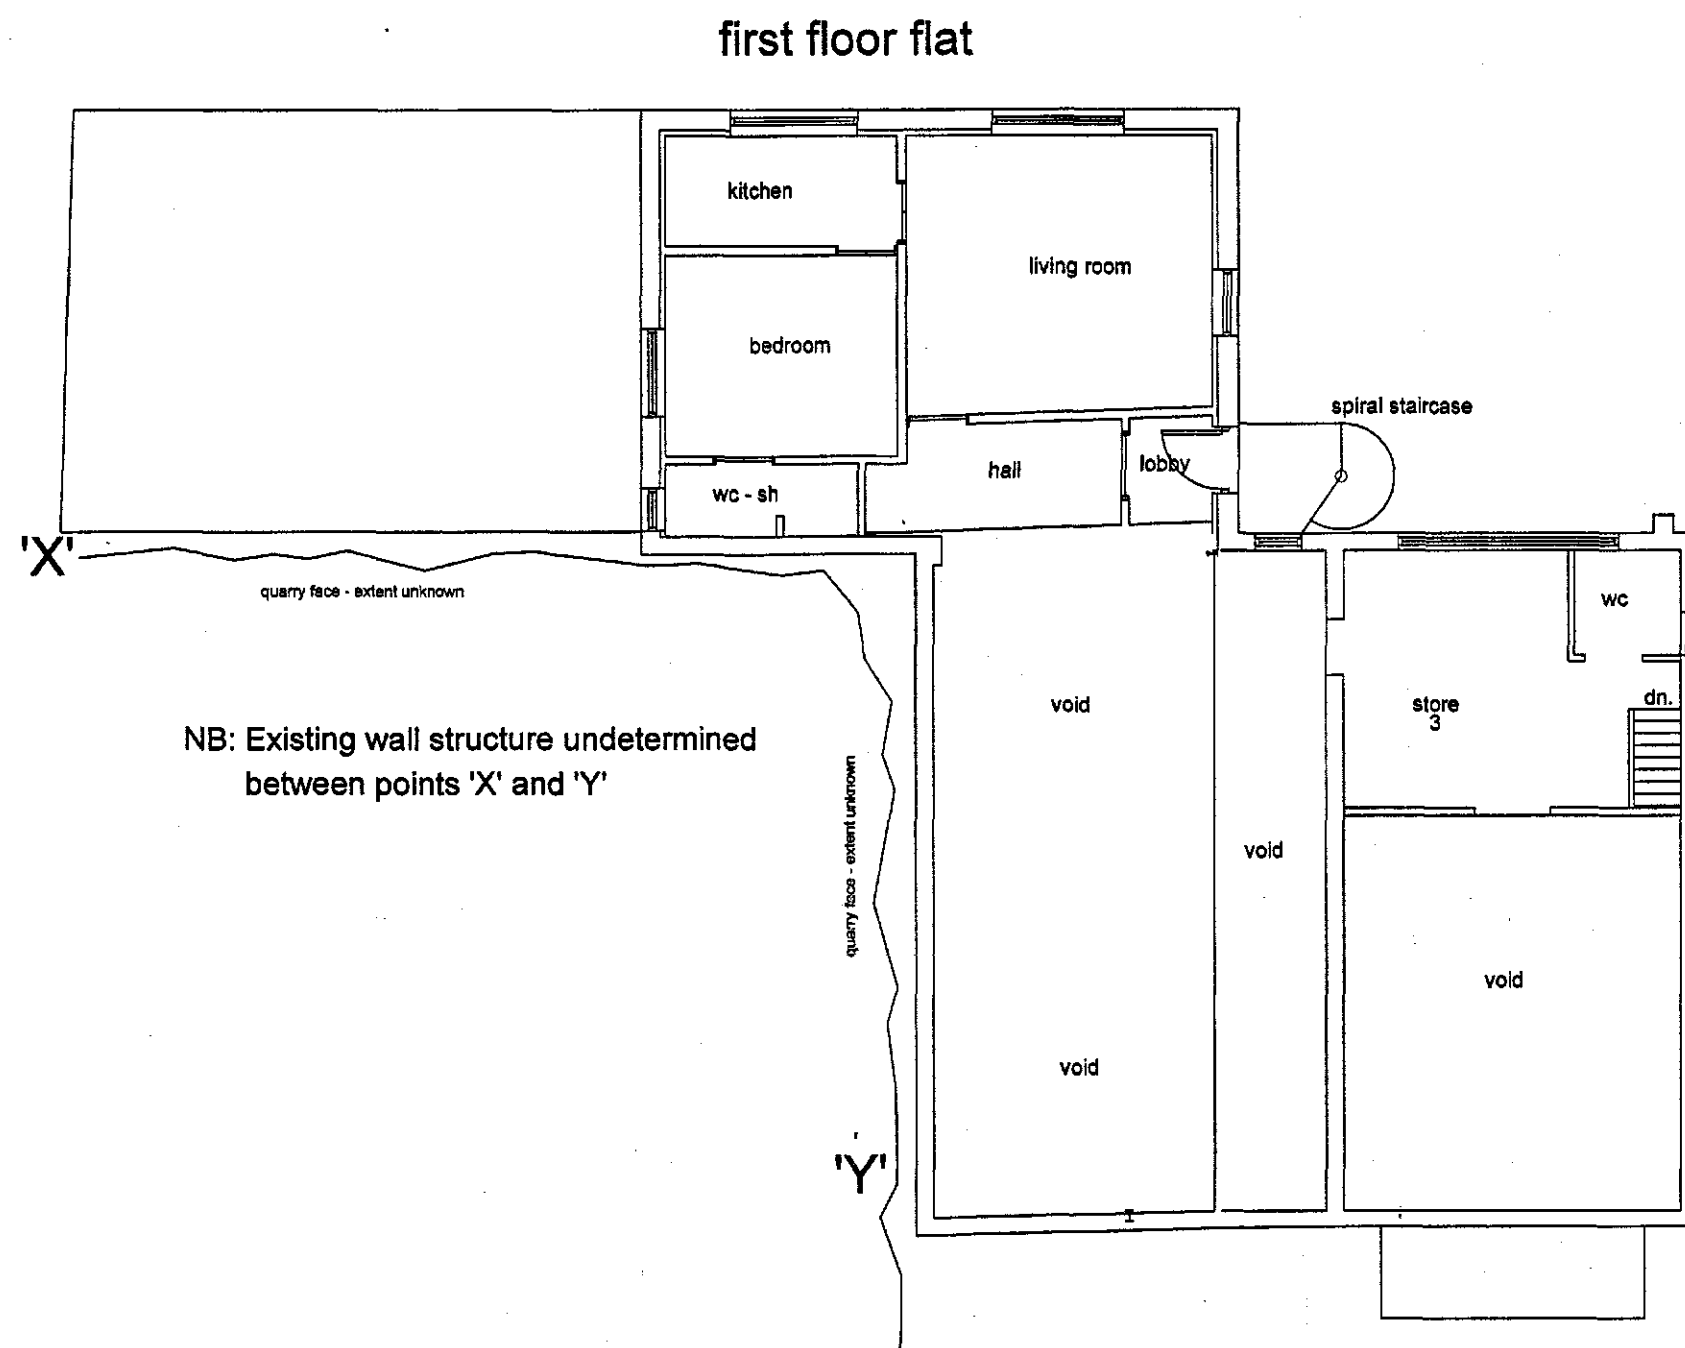 first floor flat
kitchen
living room
bedroom
spiral staircase
hall
lobby
wc - sh
'X'
quarry face - extent unknown
wc
void
store
3
dn.
NB: Existing wall structure undetermined
between points 'X' and 'Y'
quarry face - extent unknown
void
void
void
'Y'